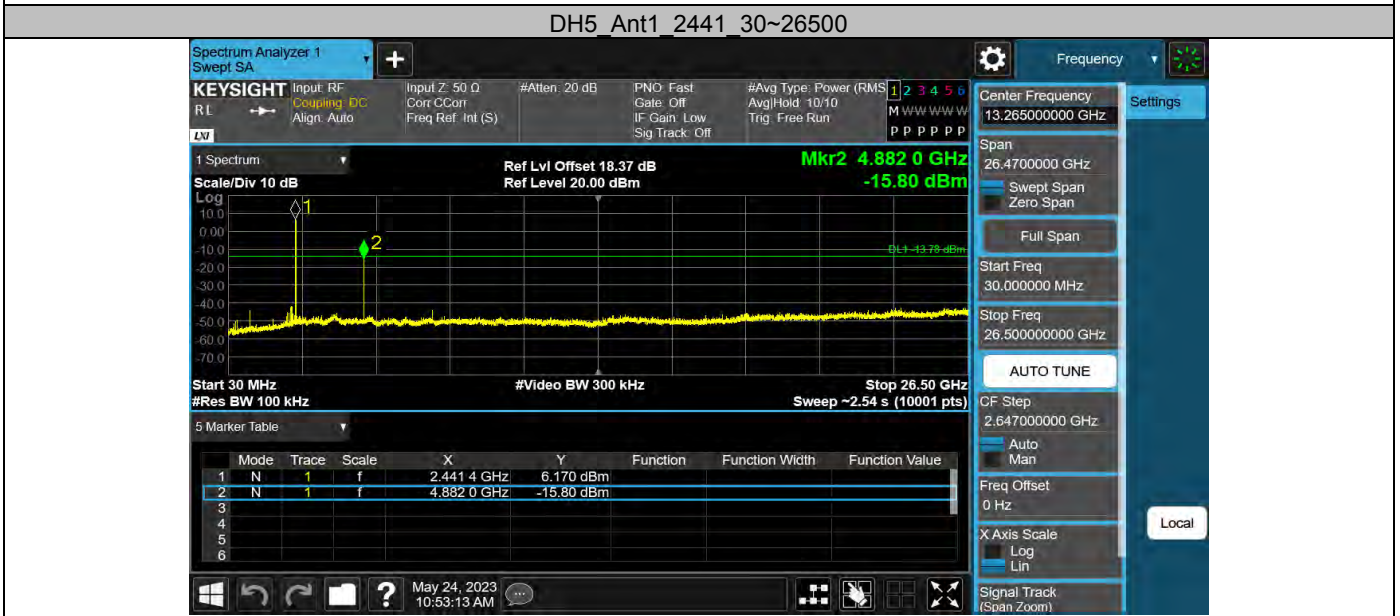 DH5_Ant1_2441_30~26500
Spectrum Analyzer 1
Swept SA
+
Frequency
KEYSIGHT
RL
LXI
Input: RF
Coupling: DC
Align: Auto
Input Z: 50 Ω
Corr CCorr
Freq Ref: Int (S)
#Atten: 20 dB
PNO: Fast
Gate: Off
IF Gain: Low
Sig Track: Off
#Avg Type: Power (RMS
Avg|Hold: 10/10
Trig: Free Run
1 2 3 4 5 6
M W W W W W
P P P P P P
1 Spectrum
Scale/Div 10 dB
Ref Lvl Offset 18.37 dB
Ref Level 20.00 dBm
Mkr2 4.882 0 GHz
-15.80 dBm
Log
10.0
0.00
-10.0
-20.0
-30.0
-40.0
-50.0
-60.0
-70.0
1
2
DL1 -13.78 dBm
Start 30 MHz
#Res BW 100 kHz
#Video BW 300 kHz
Stop 26.50 GHz
Sweep ~2.54 s (10001 pts)
5 Marker Table
Mode Trace Scale X Y Function Function Width Function Value
1 N 1 f 2.441 4 GHz 6.170 dBm
2 N 1 f 4.882 0 GHz -15.80 dBm
3
4
5
6
?
May 24, 2023
10:53:13 AM
Center Frequency
13.265000000 GHz
Span
26.4700000 GHz
Swept Span
Zero Span
Full Span
Start Freq
30.000000 MHz
Stop Freq
26.500000000 GHz
AUTO TUNE
CF Step
2.647000000 GHz
Auto
Man
Freq Offset
0 Hz
X Axis Scale
Log
Lin
Signal Track
(Span Zoom)
Settings
Local